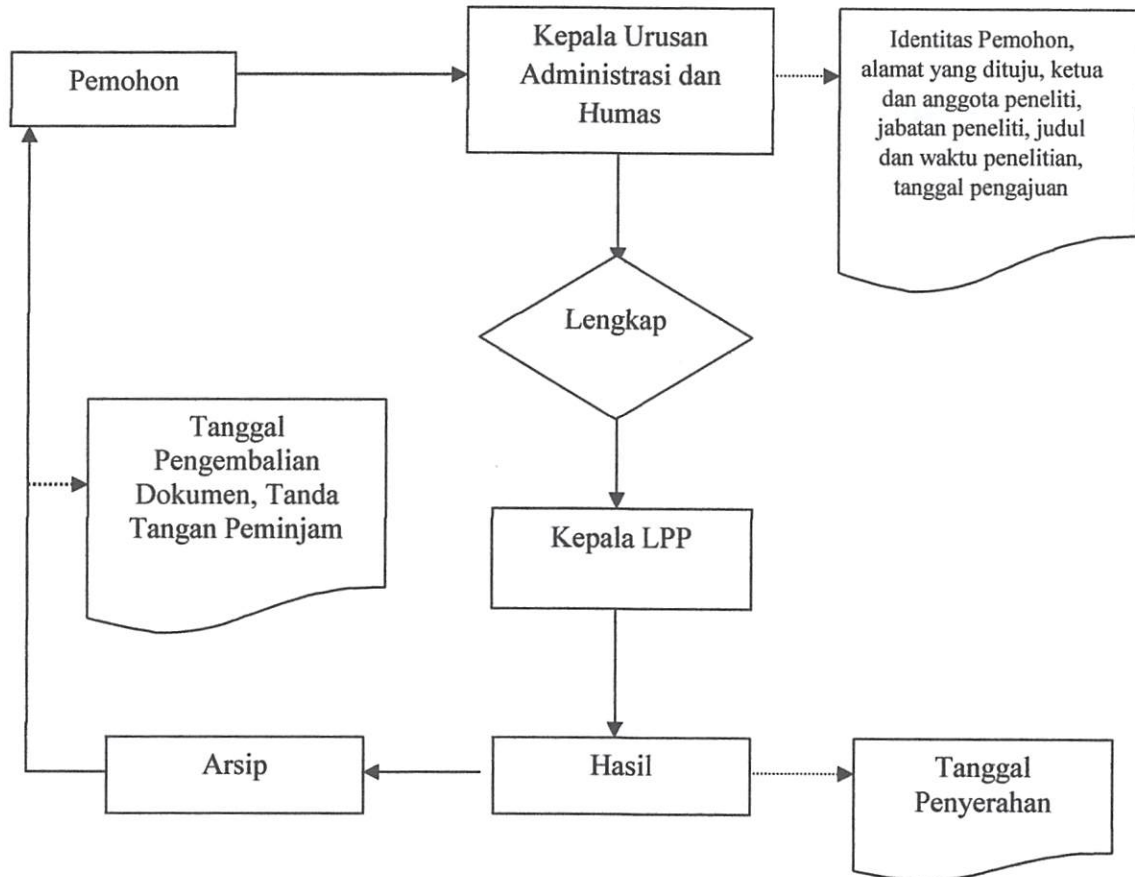 Pemohon
Kepala Urusan
Administrasi dan
Humas
Identitas Pemohon,
alamat yang dituju, ketua
dan anggota peneliti,
jabatan peneliti, judul
dan waktu penelitian,
tanggal pengajuan
Lengkap
Tanggal
Pengembalian
Dokumen, Tanda
Tangan Peminjam
Kepala LPP
Arsip
Hasil
Tanggal
Penyerahan